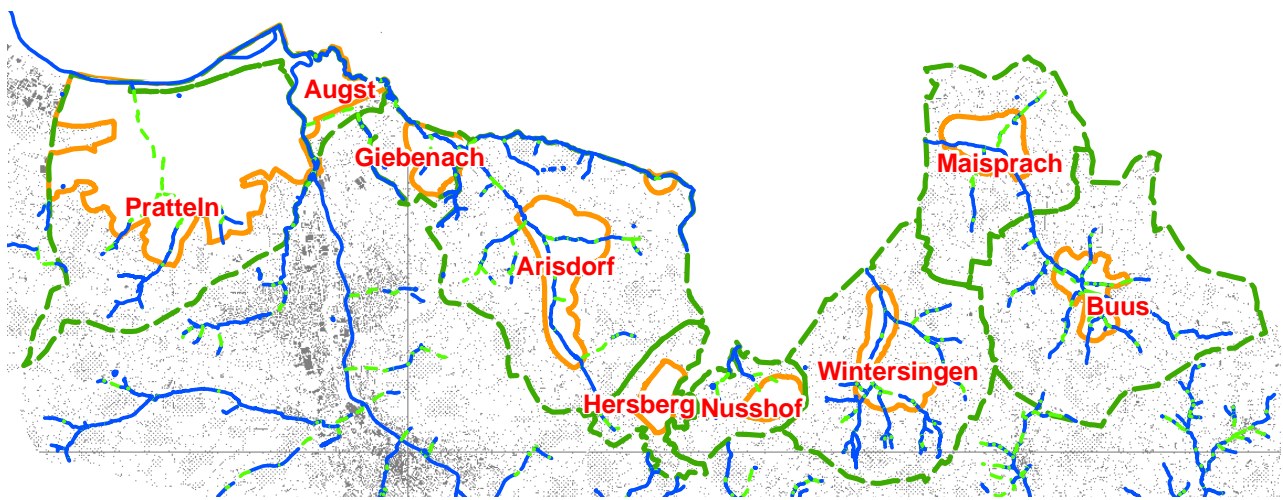 Augst
Giebenach
Maisprach
Pratteln
Arisdorf
Buus
Wintersingen
Hersberg
Nusshof